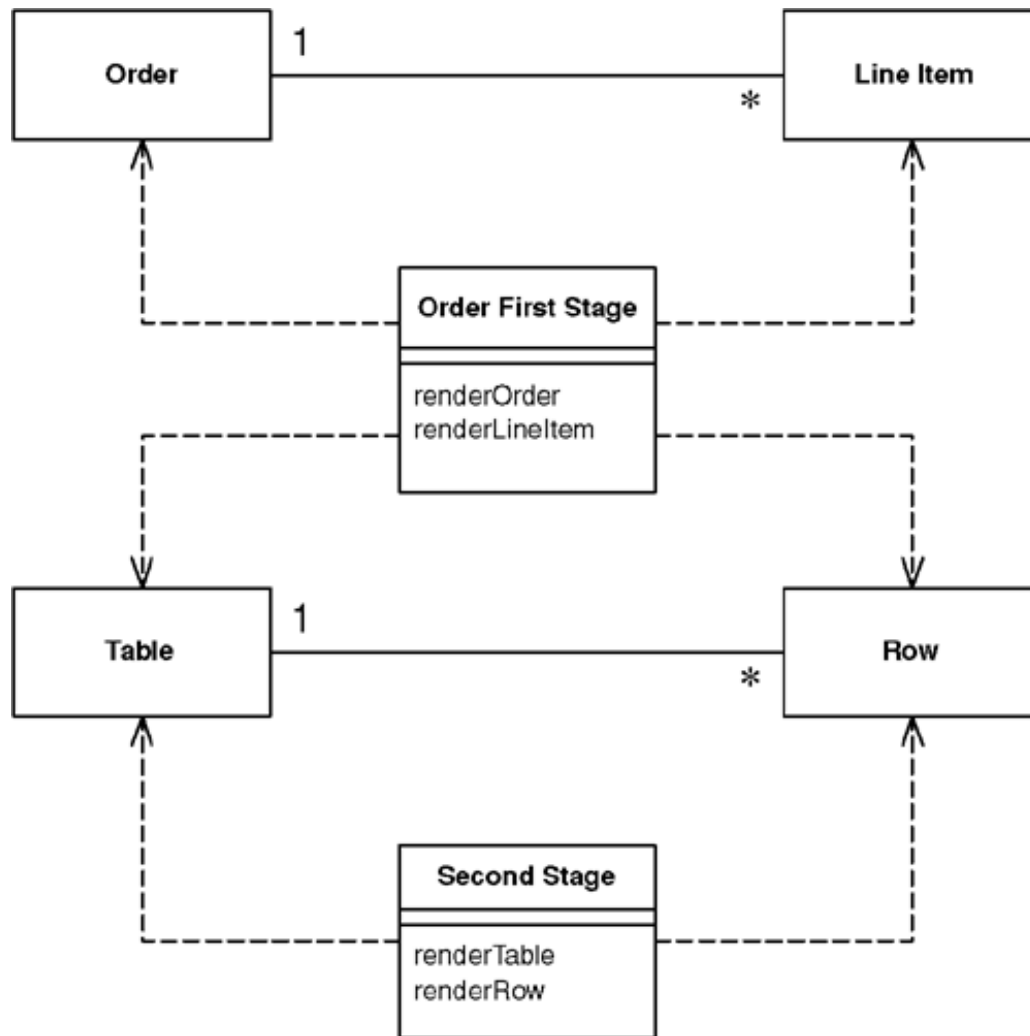 1
Order
Line Item
*
Order First Stage
renderOrder
renderLineItem
1
Table
Row
*
Second Stage
renderTable
renderRow